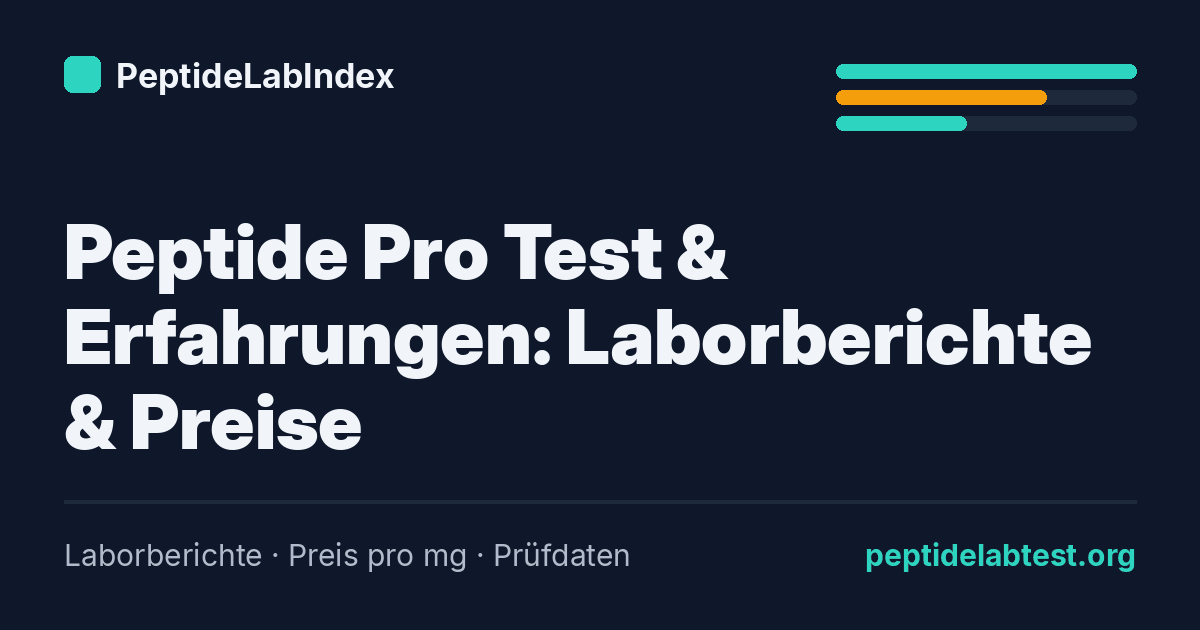 PeptideLabIndex
Peptide Pro Test &
Erfahrungen: Laborberichte
& Preise
Laborberichte · Preis pro mg · Prüfdaten
peptidelabtest.org